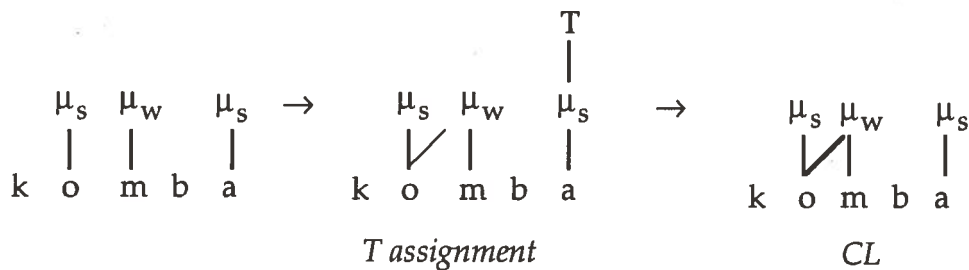 T
μs μw μs → μs μw μs → μs μw μs
k o m b a k o m b a k o m b a
T assignment CL